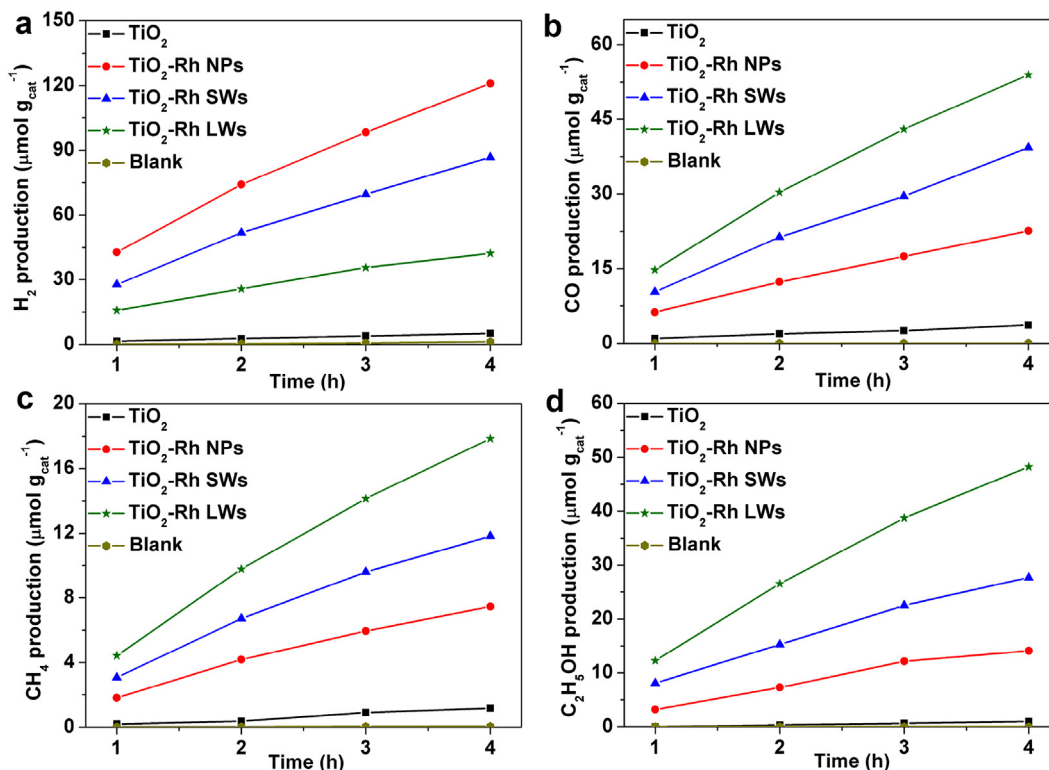 a
H2 production (μmol gcat−1)
150
120
90
60
30
0
TiO2
TiO2-Rh NPs
TiO2-Rh SWs
TiO2-Rh LWs
Blank
1 2 3 4
Time (h)
b
CO production (μmol gcat−1)
60
45
30
15
0
TiO2
TiO2-Rh NPs
TiO2-Rh SWs
TiO2-Rh LWs
Blank
1 2 3 4
Time (h)
c
CH4 production (μmol gcat−1)
20
16
12
8
4
0
TiO2
TiO2-Rh NPs
TiO2-Rh SWs
TiO2-Rh LWs
Blank
1 2 3 4
Time (h)
d
C2H5OH production (μmol gcat−1)
60
50
40
30
20
10
0
TiO2
TiO2-Rh NPs
TiO2-Rh SWs
TiO2-Rh LWs
Blank
1 2 3 4
Time (h)